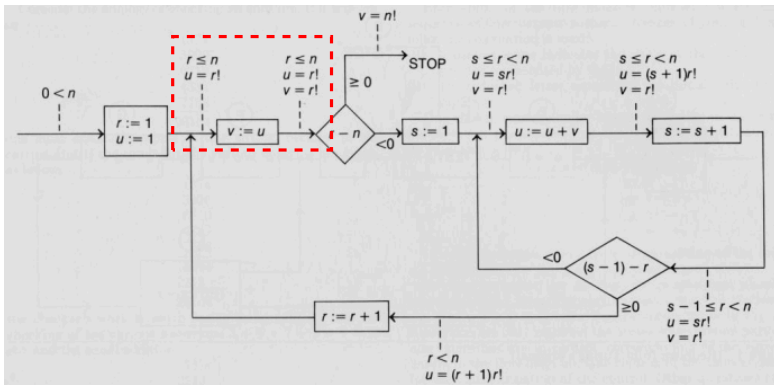 v = n!
r ≤ n
u = r!
r ≤ n
u = r!
v = r!
≥ 0
STOP
s ≤ r < n
u = sr!
v = r!
s ≤ r < n
u = (s + 1)r!
v = r!
0 < n
r := 1
u := 1
v := u
– n
<0
s := 1
u := u + v
s := s + 1
<0
(s – 1) – r
≥0
s – 1 ≤ r < n
u = sr!
v = r!
r := r + 1
r < n
u = (r + 1)r!